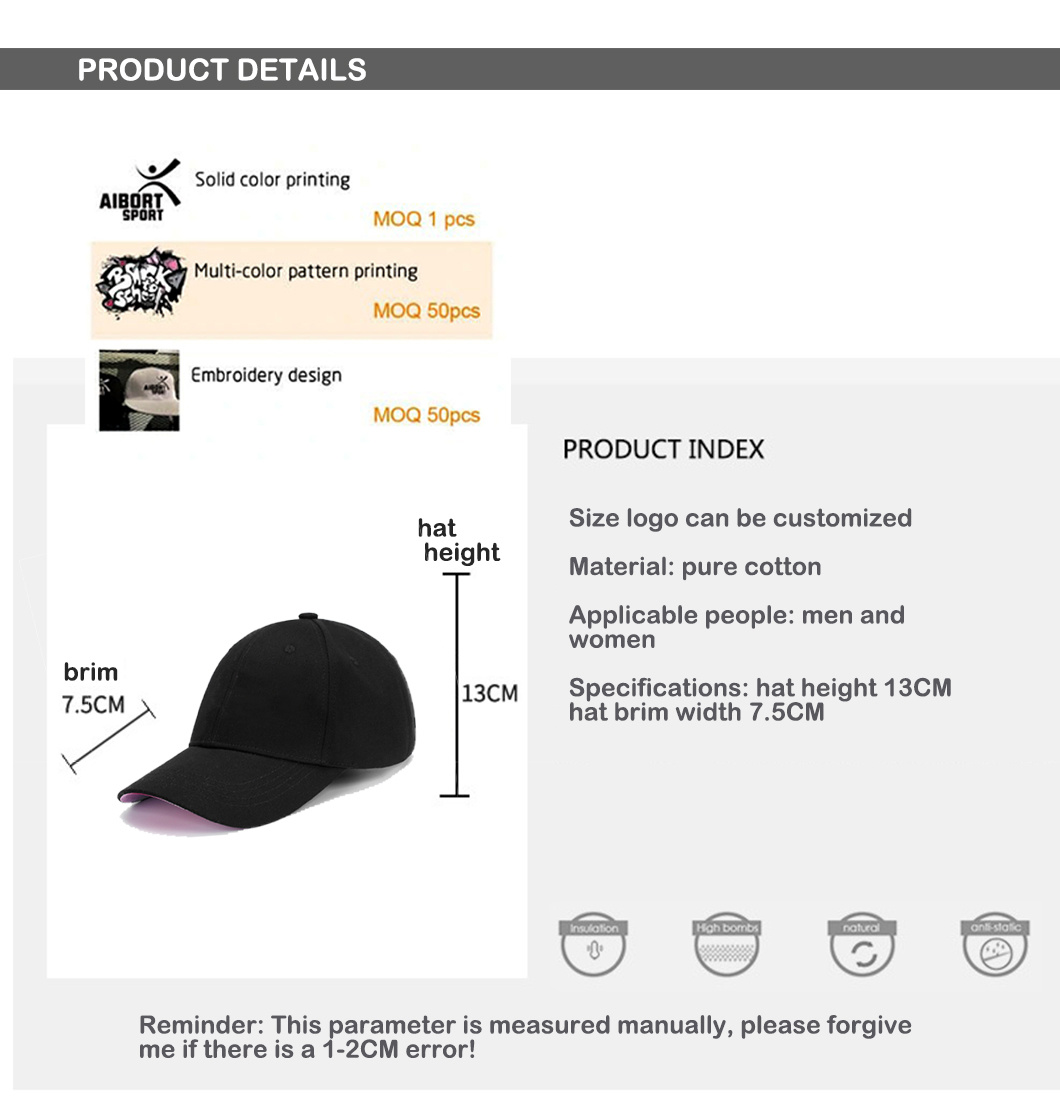 PRODUCT DETAILS
AIBORT
SPORT
Solid color printing
MOQ 1 pcs
Multi-color pattern printing
MOQ 50pcs
Embroidery design
MOQ 50pcs
PRODUCT INDEX
Size logo can be customized
Material: pure cotton
Applicable people: men and
women
Specifications: hat height 13CM
hat brim width 7.5CM
hat
height
13CM
brim
7.5CM
Insulation
High bombs
natural
anti-static
Reminder: This parameter is measured manually, please forgive
me if there is a 1-2CM error!